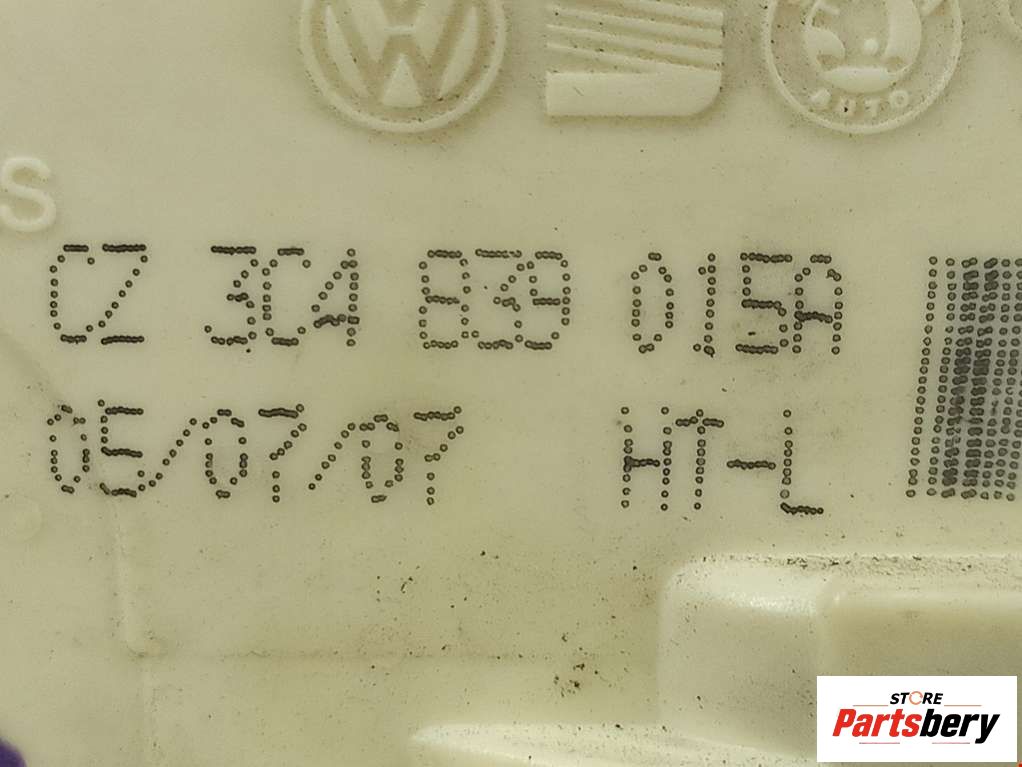 AUTO
S
CZ 3C4 839 015A
05/07/07 HT-L
STORE
Partsbery